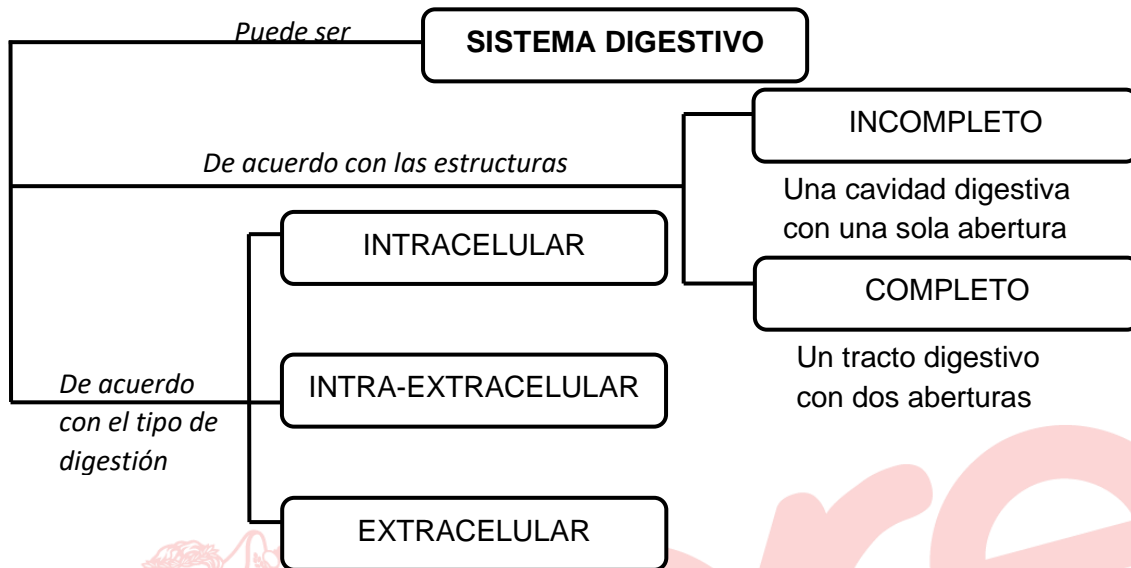 Puede ser
SISTEMA DIGESTIVO
De acuerdo con las estructuras
INCOMPLETO
Una cavidad digestiva
con una sola abertura
COMPLETO
Un tracto digestivo
con dos aberturas
De acuerdo
con el tipo de
digestión
INTRACELULAR
INTRA-EXTRACELULAR
EXTRACELULAR
re